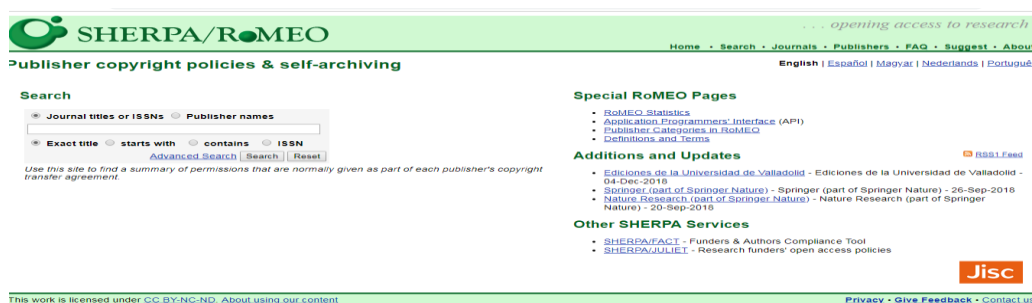 SHERPA/RoMEO
. . . opening access to research
Home • Search • Journals • Publishers • FAQ • Suggest • About
Publisher copyright policies & self-archiving
English | Español | Magyar | Nederlands | Portuguê
Search
Journal titles or ISSNs Publisher names
Exact title starts with contains ISSN
Advanced Search Search Reset
Use this site to find a summary of permissions that are normally given as part of each publisher's copyright
transfer agreement.
Special RoMEO Pages
• RoMEO Statistics
• Application Programmers' Interface (API)
• Publisher Categories in RoMEO
• Definitions and Terms
Additions and Updates
RSS1 Feed
• Ediciones de la Universidad de Valladolid - Ediciones de la Universidad de Valladolid -
04-Dec-2018
• Springer (part of Springer Nature) - Springer (part of Springer Nature) - 26-Sep-2018
• Nature Research (part of Springer Nature) - Nature Research (part of Springer
Nature) - 20-Sep-2018
Other SHERPA Services
• SHERPA/FACT - Funders & Authors Compliance Tool
• SHERPA/JULIET - Research funders' open access policies
Jisc
This work is licensed under CC BY-NC-ND. About using our content
Privacy • Give Feedback • Contact us